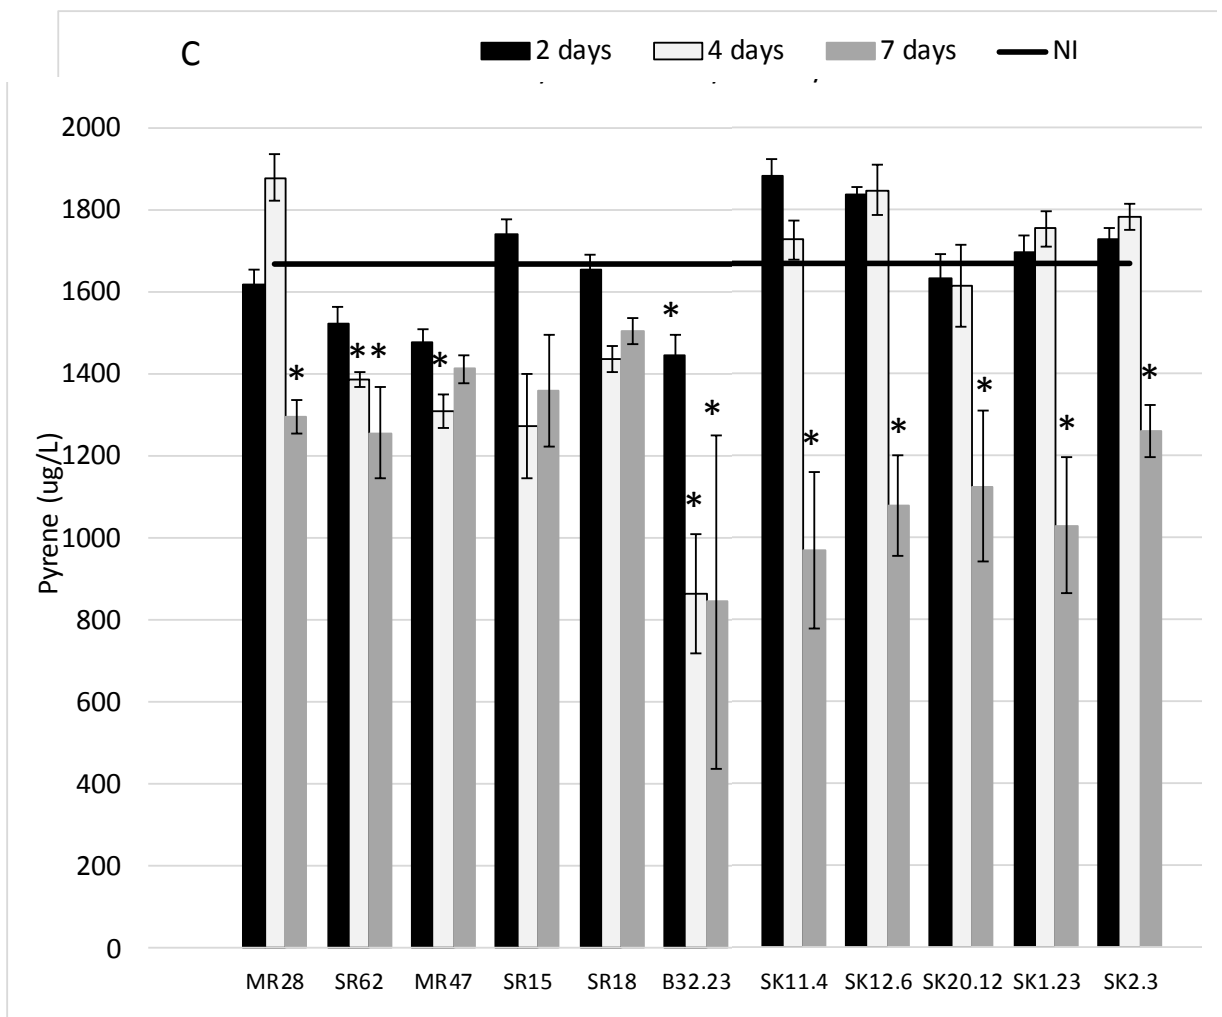 C 2 days 4 days 7 days NI
2000
1800
1600
1400
1200
1000
800
600
400
200
0
Pyrene (ug/L)
* * * * * * * * * * * * *
MR28 SR62 MR47 SR15 SR18 B32.23 SK11.4 SK12.6 SK20.12 SK1.23 SK2.3